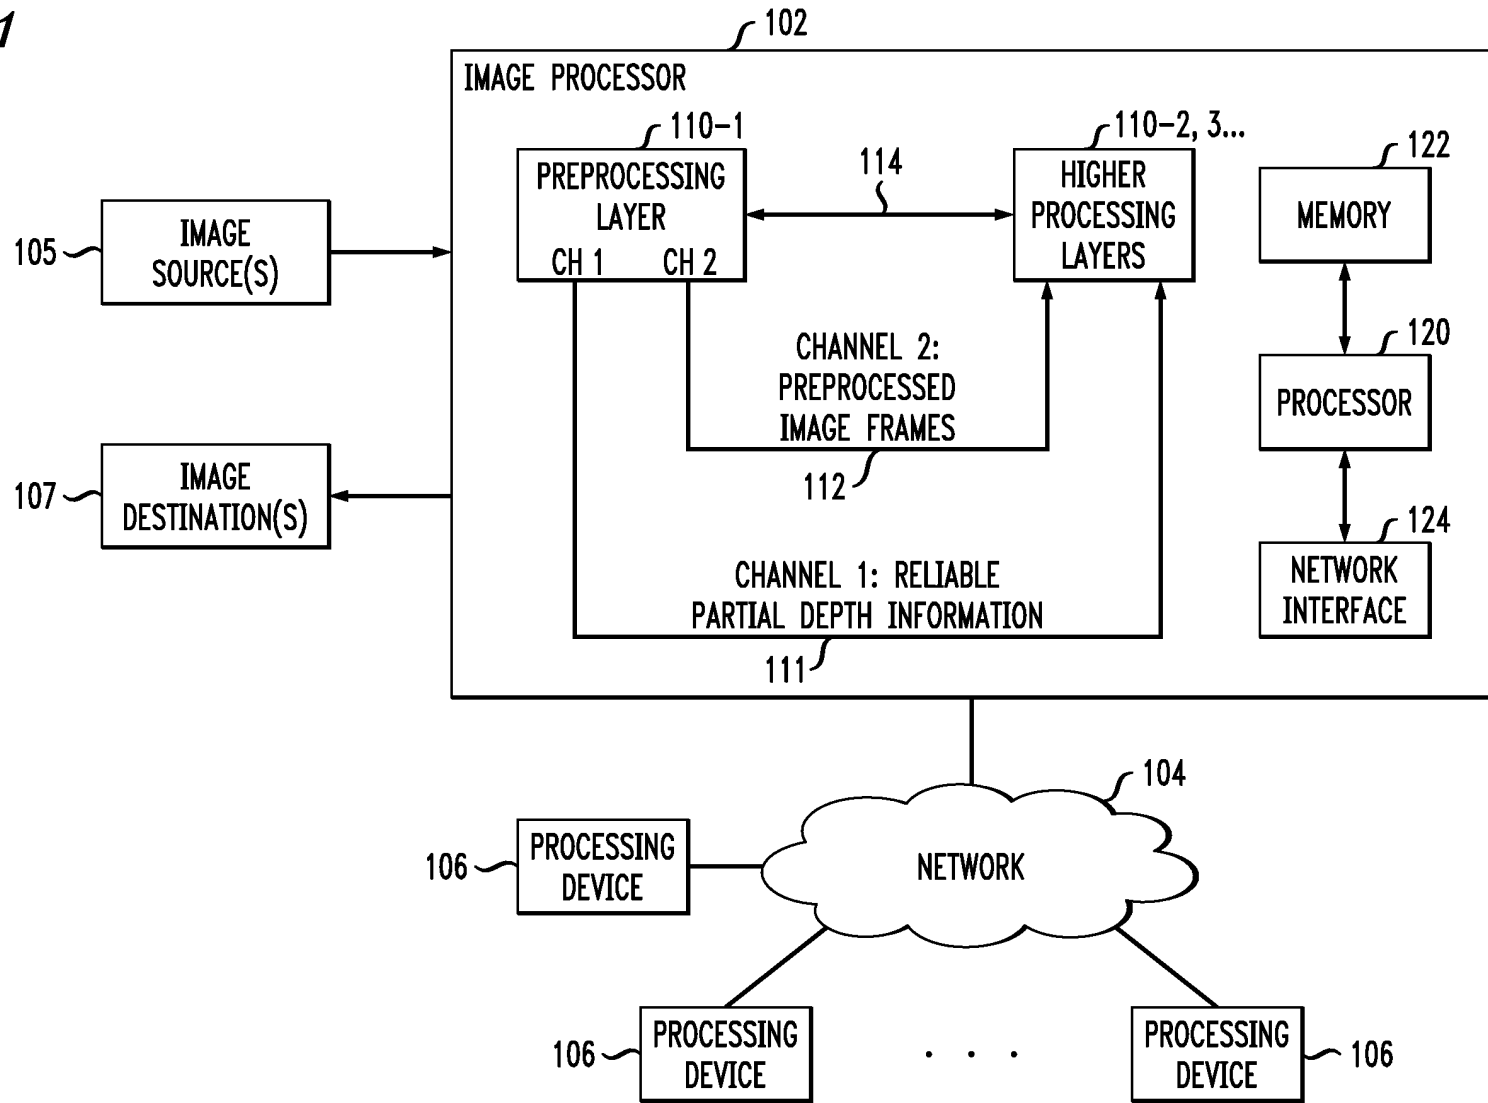 1
102
IMAGE PROCESSOR
110-1
110-2, 3...
PREPROCESSING
LAYER
CH 1 CH 2
114
HIGHER
PROCESSING
LAYERS
122
MEMORY
105
IMAGE
SOURCE(S)
120
PROCESSOR
CHANNEL 2:
PREPROCESSED
IMAGE FRAMES
112
107
IMAGE
DESTINATION(S)
124
NETWORK
INTERFACE
CHANNEL 1: RELIABLE
PARTIAL DEPTH INFORMATION
111
104
NETWORK
106
PROCESSING
DEVICE
106
PROCESSING
DEVICE
. . .
PROCESSING
DEVICE
106